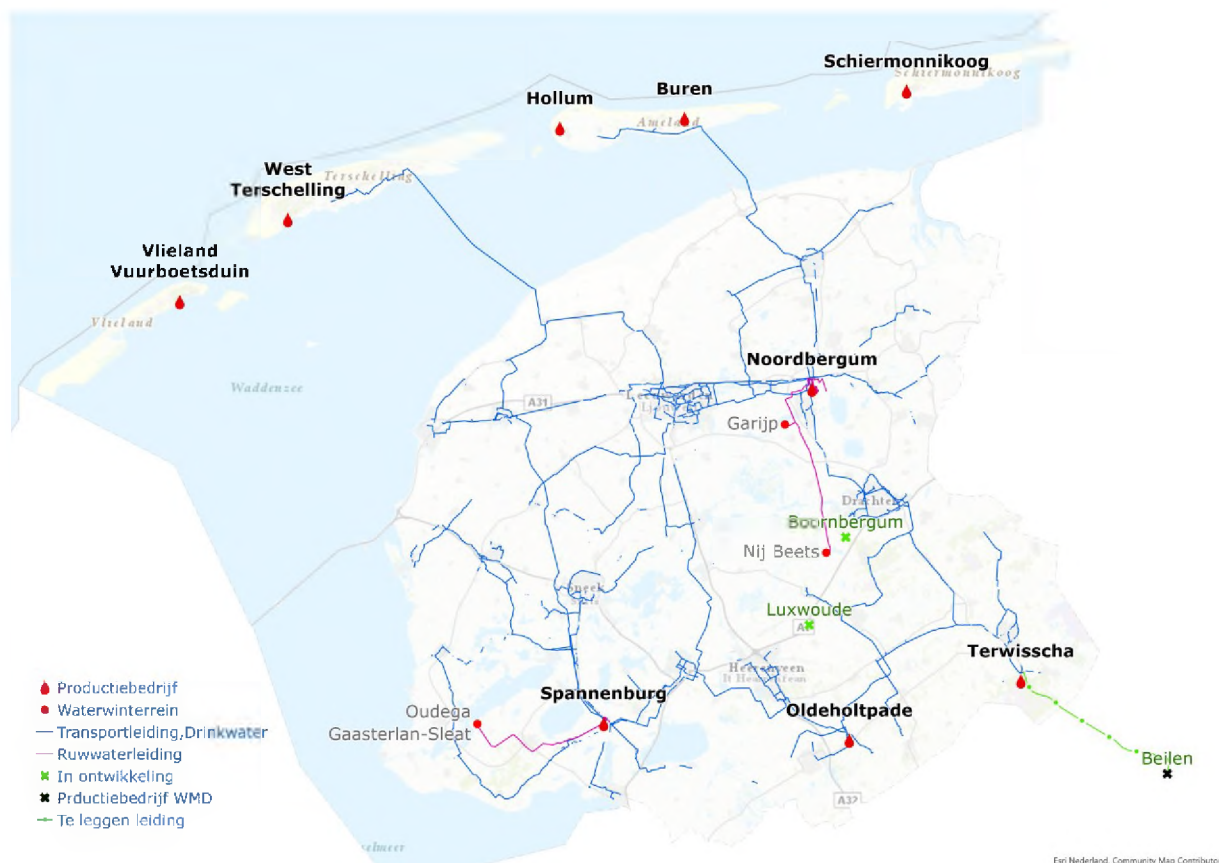 Schiermonnikoog
Schiermonnikoog
Buren
Hollum
Ameland
West
Terschelling
Terschelling
Vlieland
Vuurboetsduin
Vlieland
Waddenzee
Noordbergum
A31
Garijp
Drachten
Boornbergum
Nij Beets
Sneek
Luxwoude
Heerenveen
It Hearrenfean
Terwisscha
Spannenburg
Oldeholtpade
Oudega
Gaasterlan-Sleat
Beilen
A32
Productiebedrijf
Waterwinterrein
Transportleiding,Drinkwater
Ruwwaterleiding
In ontwikkeling
Prductiebedrijf WMD
Te leggen leiding
Esri Nederland, Community Map Contributo